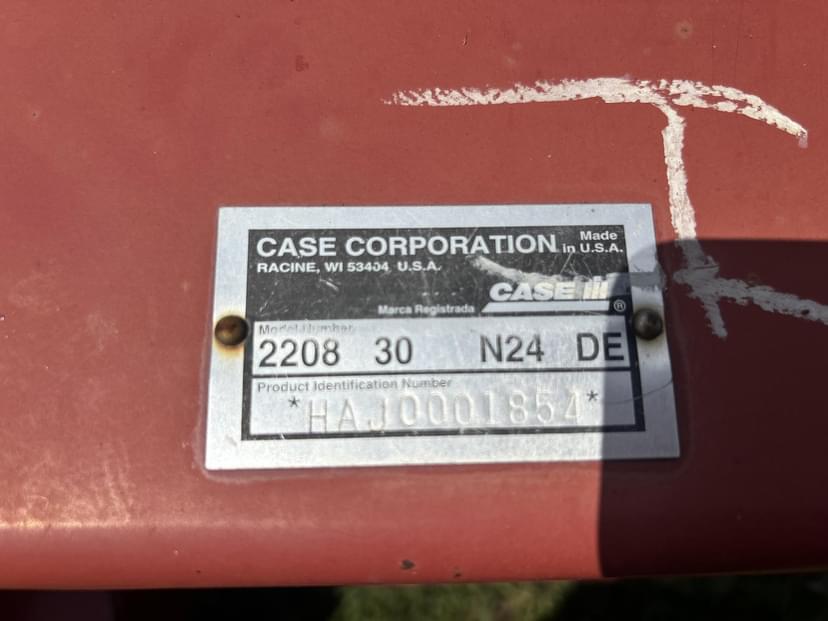 CASE CORPORATION
Made
in U.S.A.
RACINE, WI 53404 U.S.A.
CASE III
®
Marca Registrada
Model Number
2208 30 N24 DE
Product Identification Number
*HAJ0001854*